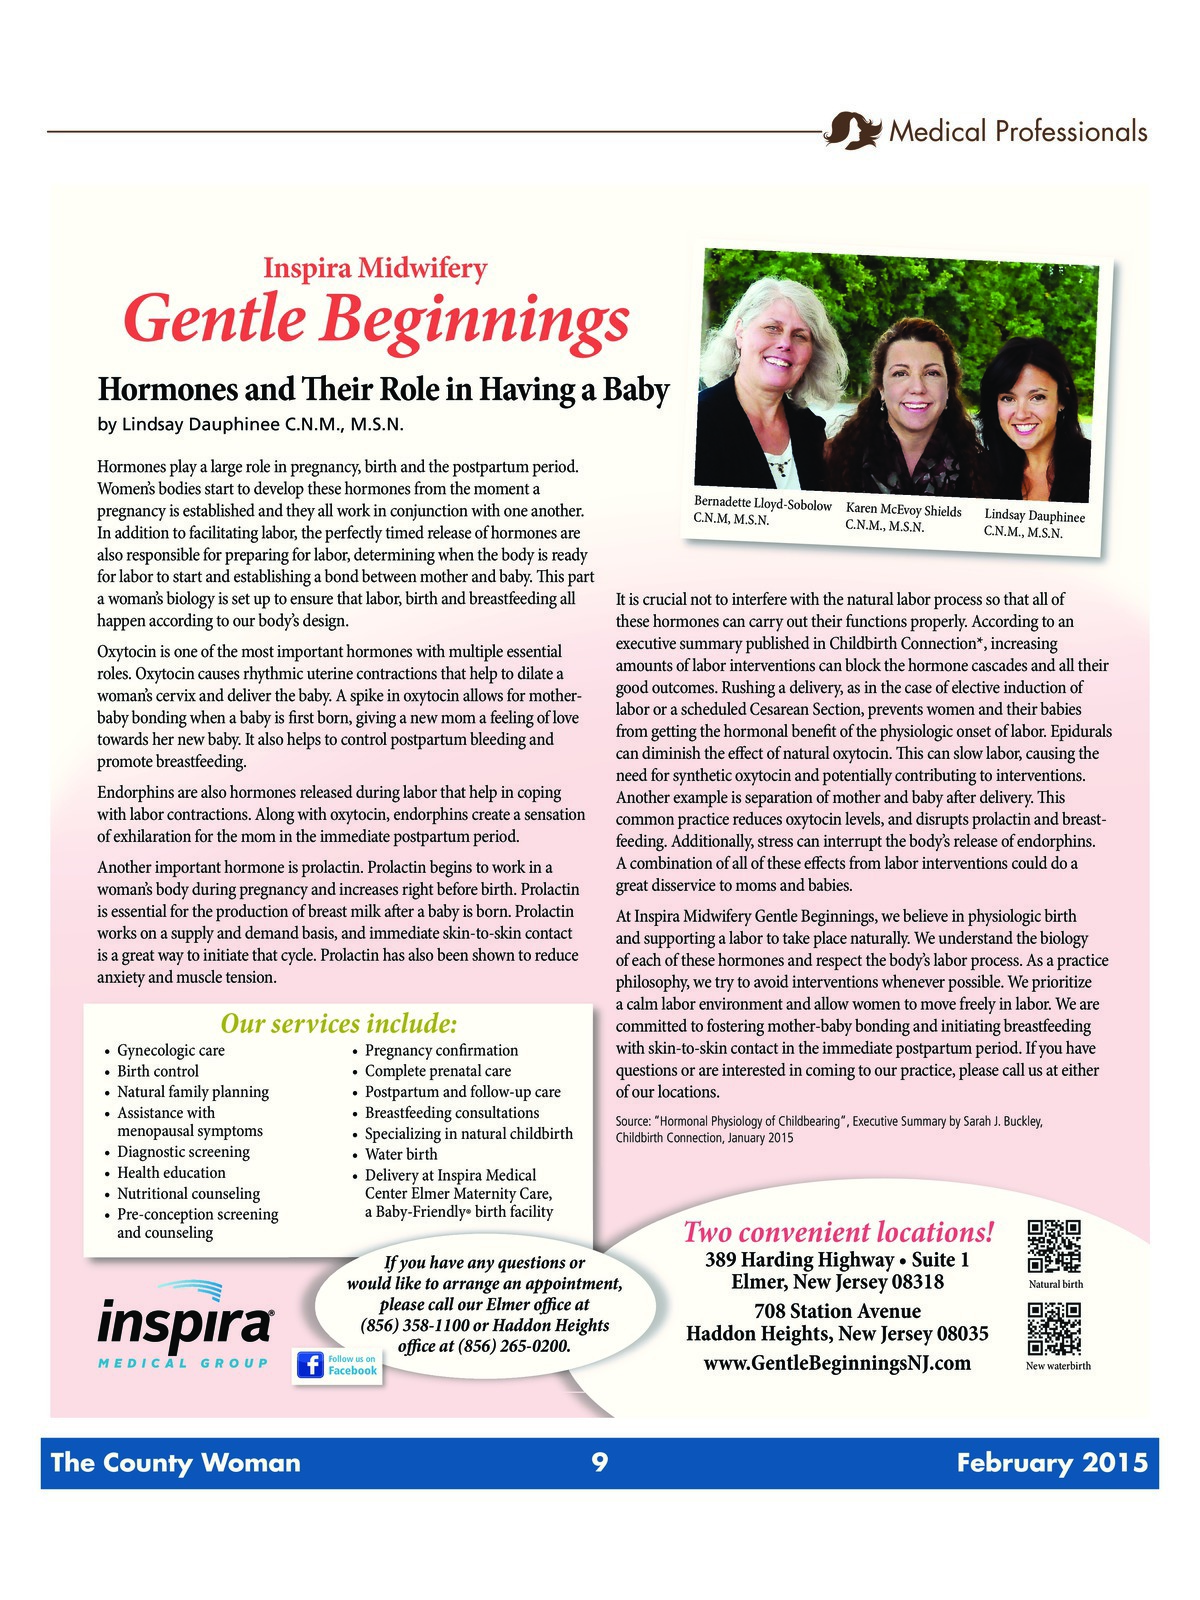 Medical Professionals
Inspira Midwifery
Gentle Beginnings
Hormones and Their Role in Having a Baby
by Lindsay Dauphinee C.N.M., M.S.N.
Hormones play a large role in pregnancy, birth and the postpartum period.
Women's bodies start to develop these hormones from the moment a
pregnancy is established and they all work in conjunction with one another.
In addition to facilitating labor, the perfectly timed release of hormones are
also responsible for preparing for labor, determining when the body is ready
for labor to start and establishing a bond between mother and baby. This part
a woman's biology is set up to ensure that labor, birth and breastfeeding all
happen according to our body's design.
Oxytocin is one of the most important hormones with multiple essential
roles. Oxytocin causes rhythmic uterine contractions that help to dilate a
woman's cervix and deliver the baby. A spike in oxytocin allows for mother-
baby bonding when a baby is first born, giving a new mom a feeling of love
towards her new baby. It also helps to control postpartum bleeding and
promote breastfeeding.
Endorphins are also hormones released during labor that help in coping
with labor contractions. Along with oxytocin, endorphins create a sensation
of exhilaration for the mom in the immediate postpartum period.
Another important hormone is prolactin. Prolactin begins to work in a
woman's body during pregnancy and increases right before birth. Prolactin
is essential for the production of breast milk after a baby is born. Prolactin
works on a supply and demand basis, and immediate skin-to-skin contact
is a great way to initiate that cycle. Prolactin has also been shown to reduce
anxiety and muscle tension.
Bernadette Lloyd-Sobolow
C.N.M, M.S.N.
Karen McEvoy Shields
C.N.M., M.S.N.
Lindsay Dauphinee
C.N.M., M.S.N.
It is crucial not to interfere with the natural labor process so that all of
these hormones can carry out their functions properly. According to an
executive summary published in Childbirth Connection*, increasing
amounts of labor interventions can block the hormone cascades and all their
good outcomes. Rushing a delivery, as in the case of elective induction of
labor or a scheduled Cesarean Section, prevents women and their babies
from getting the hormonal benefit of the physiologic onset of labor. Epidurals
can diminish the effect of natural oxytocin. This can slow labor, causing the
need for synthetic oxytocin and potentially contributing to interventions.
Another example is separation of mother and baby after delivery. This
common practice reduces oxytocin levels, and disrupts prolactin and breast-
feeding. Additionally, stress can interrupt the body's release of endorphins.
A combination of all of these effects from labor interventions could do a
great disservice to moms and babies.
At Inspira Midwifery Gentle Beginnings, we believe in physiologic birth
and supporting a labor to take place naturally. We understand the biology
of each of these hormones and respect the body's labor process. As a practice
philosophy, we try to avoid interventions whenever possible. We prioritize
a calm labor environment and allow women to move freely in labor. We are
committed to fostering mother-baby bonding and initiating breastfeeding
with skin-to-skin contact in the immediate postpartum period. If you have
questions or are interested in coming to our practice, please call us at either
of our locations.
Source: "Hormonal Physiology of Childbearing", Executive Summary by Sarah J. Buckley,
Childbirth Connection, January 2015
Our services include:
• Gynecologic care
• Birth control
• Natural family planning
• Assistance with
menopausal symptoms
• Diagnostic screening
• Health education
• Nutritional counseling
• Pre-conception screening
and counseling
• Pregnancy confirmation
• Complete prenatal care
• Postpartum and follow-up care
• Breastfeeding consultations
• Specializing in natural childbirth
• Water birth
• Delivery at Inspira Medical
Center Elmer Maternity Care,
a Baby-Friendly® birth facility
If you have any questions or
would like to arrange an appointment,
please call our Elmer office at
(856) 358-1100 or Haddon Heights
office at (856) 265-0200.
inspira®
MEDICAL GROUP
f
Follow us on
Facebook
Two convenient locations!
389 Harding Highway • Suite 1
Elmer, New Jersey 08318
708 Station Avenue
Haddon Heights, New Jersey 08035
www.GentleBeginningsNJ.com
Natural birth
New waterbirth
The County Woman
9
February 2015